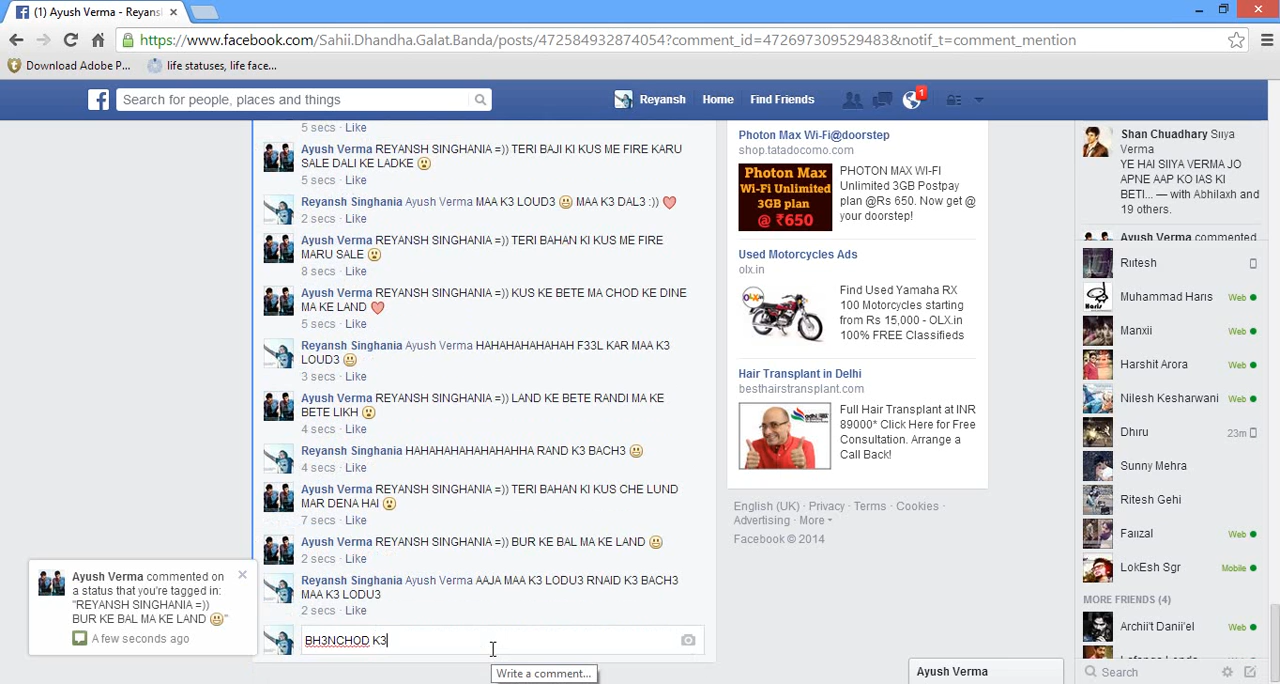 (1) Ayush Verma - Reyansl
https://www.facebook.com/Sahii.Dhandha.Galat.Banda/posts/472584932874054?comment_id=472697309529483&notif_t=comment_mention
Download Adobe P...
life statuses, life face...
Search for people, places and things
Reyansh
Home
Find Friends
1
5 secs · Like
Ayush Verma REYANSH SINGHANIA =)) TERI BAJI KI KUS ME FIRE KARU
SALE DALI KE LADKE
5 secs · Like
Reyansh Singhania Ayush Verma MAA K3 LOUD3 😃 MAA K3 DAL3 :)) ❤
2 secs · Like
Ayush Verma REYANSH SINGHANIA =)) TERI BAHAN KI KUS ME FIRE
MARU SALE
8 secs · Like
Ayush Verma REYANSH SINGHANIA =)) KUS KE BETE MA CHOD KE DINE
MA KE LAND ❤
5 secs · Like
Reyansh Singhania Ayush Verma HAHAHAHAHAHAH F33L KAR MAA K3
LOUD3
3 secs · Like
Ayush Verma REYANSH SINGHANIA =)) LAND KE BETE RANDI MA KE
BETE LIKH
4 secs · Like
Reyansh Singhania HAHAHAHAHAHAHHA RAND K3 BACH3
4 secs · Like
Ayush Verma REYANSH SINGHANIA =)) TERI BAHAN KI KUS CHE LUND
MAR DENA HAI
7 secs · Like
Ayush Verma REYANSH SINGHANIA =)) BUR KE BAL MA KE LAND
2 secs · Like
Reyansh Singhania Ayush Verma AAJA MAA K3 LODU3 RNAID K3 BACH3
MAA K3 LODU3
2 secs · Like
BH3NCHOD K3
Write a comment...
Ayush Verma commented on
a status that you're tagged in:
"REYANSH SINGHANIA =))
BUR KE BAL MA KE LAND 😃"
A few seconds ago
Photon Max Wi-Fi@doorstep
shop.tatadocomo.com
Photon Max
Wi-Fi Unlimited
3GB plan
@ ₹650
PHOTON MAX WI-FI
Unlimited 3GB Postpay
plan @Rs 650. Now get @
your doorstep!
Used Motorcycles Ads
olx.in
OLX
Find Used Yamaha RX
100 Motorcycles starting
from Rs 15,000 - OLX.in
100% FREE Classifieds
Hair Transplant in Delhi
besthairstransplant.com
Full Hair Transplant at INR
89000* Click Here for Free
Consultation. Arrange a
Call Back!
English (UK) · Privacy · Terms · Cookies ·
Advertising · More
Facebook © 2014
Shan Chuadhary Siiya
Verma
YE HAI SIIYA VERMA JO
APNE AAP KO IAS KI
BETI... — with Abhilaxh and
19 others.
Ayush Verma commented
Riitesh
Muhammad Haris Web
Manxii
Harshit Arora Web
Nilesh Kesharwani Web
Dhiru 23m
Sunny Mehra
Ritesh Gehi
Faiizal Web
LokEsh Sgr Mobile
MORE FRIENDS (4)
Archii't Danii'el Web
Ayush Verma
Search